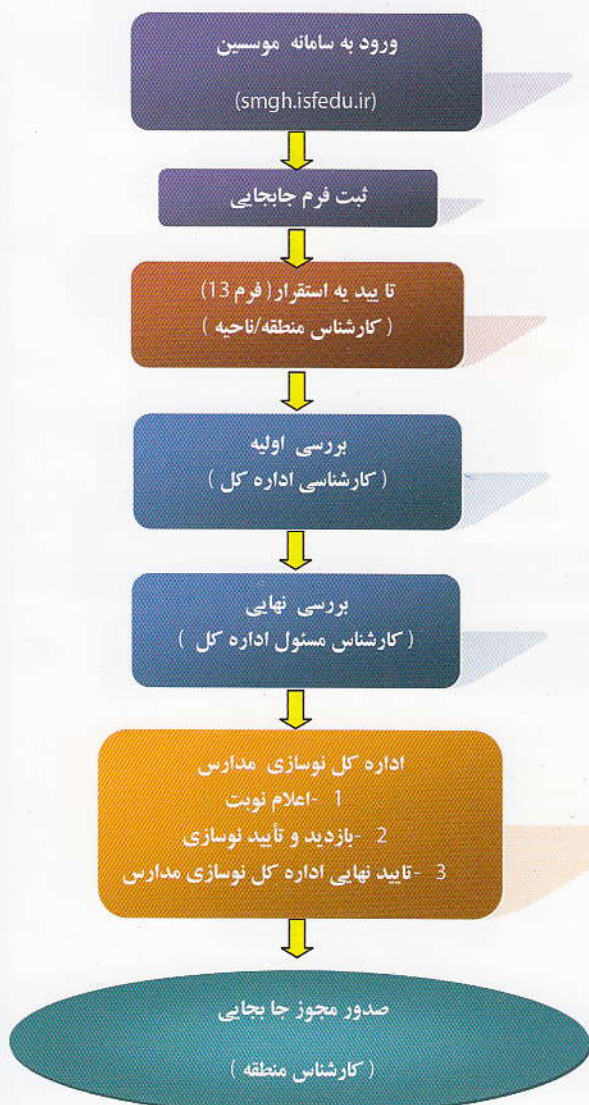 ورود به سامانه موسسین
(smgh.isfedu.ir)
ثبت فرم جابجایی
تا یید یه استقرار( فرم 13)
( کارشناس منطقه/ناحیه )
بررسی اولیه
( کارشناسی اداره کل )
بررسی نهایی
( کارشناس مسئول اداره کل )
اداره کل نوسازی مدارس
1 -اعلام نوبت
2 -بازدید و تأیید نوسازی
3 -تایید نهایی اداره کل نوسازی مدارس
صدور مجوز جا بجایی
( کارشناس منطقه )